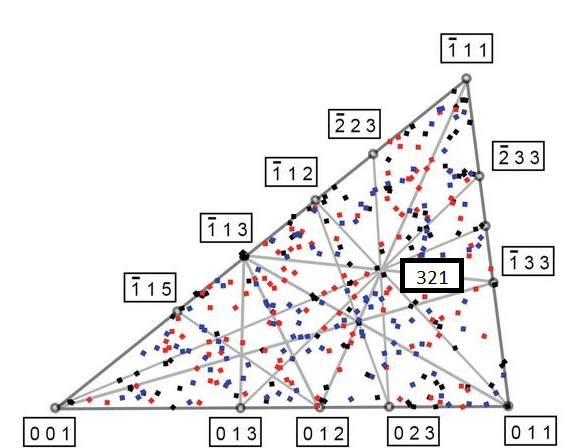 1̅ 1 1
2̅ 2 3
2̅ 3 3
1̅ 1 2
1̅ 1 3
1̅ 3 3
321
1̅ 1 5
0 0 1
0 1 3
0 1 2
0 2 3
0 1 1